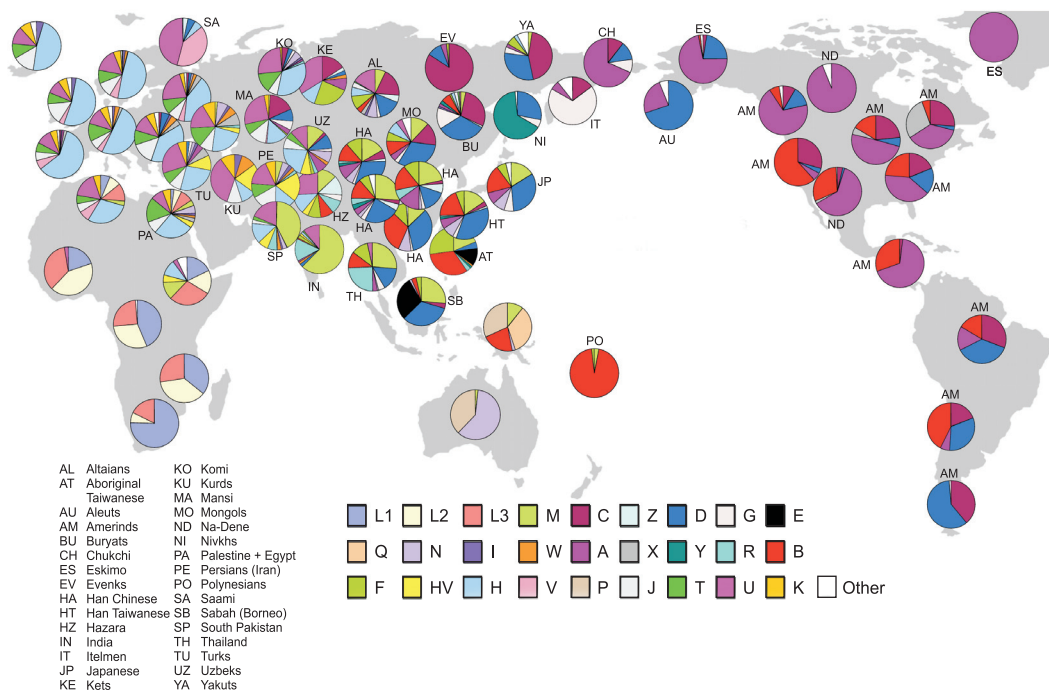 SA
KO
KE
EV
YA
CH
ES
ND
ES
AL
AM
AM
AM
MA
MO
UZ
HA
BU
NI
IT
AU
AM
AM
PE
HA
JP
TU
KU
HZ
HA
HT
ND
PA
SP
HA
AT
IN
TH
SB
AM
AM
PO
AM
AM
AL Altaians
AT Aboriginal
Taiwanese
AU Aleuts
AM Amerinds
BU Buryats
CH Chukchi
ES Eskimo
EV Evenks
HA Han Chinese
HT Han Taiwanese
HZ Hazara
IN India
IT Itelmen
JP Japanese
KE Kets
KO Komi
KU Kurds
MA Mansi
MO Mongols
ND Na-Dene
NI Nivkhs
PA Palestine + Egypt
PE Persians (Iran)
PO Polynesians
SA Saami
SB Sabah (Borneo)
SP South Pakistan
TH Thailand
TU Turks
UZ Uzbeks
YA Yakuts
L1 L2 L3 M C Z D G E
Q N I W A X Y R B
F HV H V P J T U K Other